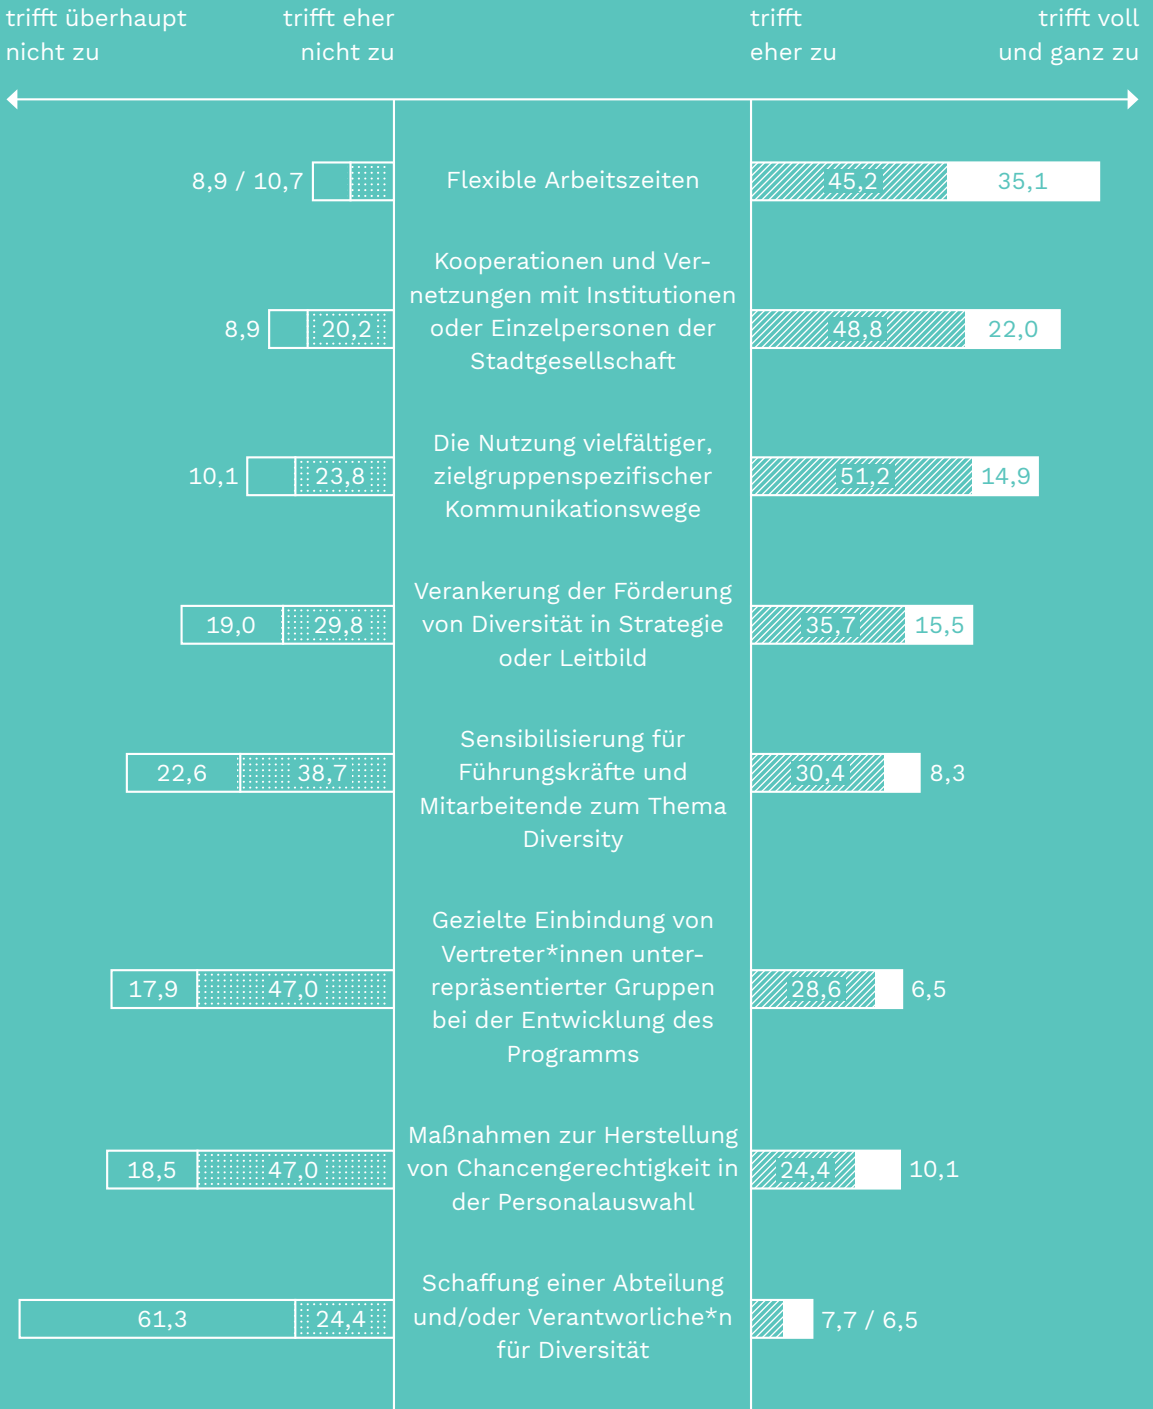 trifft überhaupt
nicht zu
trifft eher
nicht zu
trifft
eher zu
trifft voll
und ganz zu
8,9 / 10,7
Flexible Arbeitszeiten
45,2
35,1
8,9
20,2
Kooperationen und Ver-
netzungen mit Institutionen
oder Einzelpersonen der
Stadtgesellschaft
48,8
22,0
10,1
23,8
Die Nutzung vielfältiger,
zielgruppenspezifischer
Kommunikationswege
51,2
14,9
19,0
29,8
Verankerung der Förderung
von Diversität in Strategie
oder Leitbild
35,7
15,5
22,6
38,7
Sensibilisierung für
Führungskräfte und
Mitarbeitende zum Thema
Diversity
30,4
8,3
17,9
47,0
Gezielte Einbindung von
Vertreter*innen unter-
repräsentierter Gruppen
bei der Entwicklung des
Programms
28,6
6,5
18,5
47,0
Maßnahmen zur Herstellung
von Chancengerechtigkeit in
der Personalauswahl
24,4
10,1
61,3
24,4
Schaffung einer Abteilung
und/oder Verantworliche*n
für Diversität
7,7 / 6,5